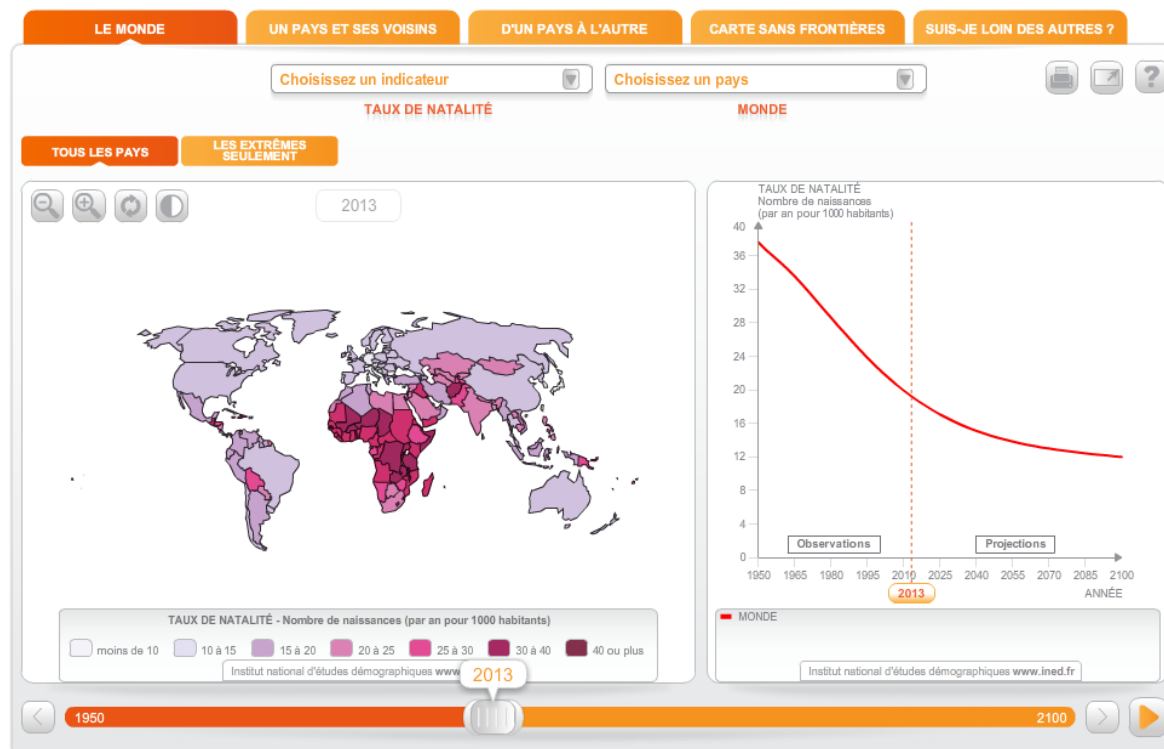 LE MONDE
UN PAYS ET SES VOISINS
D'UN PAYS À L'AUTRE
CARTE SANS FRONTIÈRES
SUIS-JE LOIN DES AUTRES ?
Choisissez un indicateur
Choisissez un pays
?
TAUX DE NATALITÉ
MONDE
TOUS LES PAYS
LES EXTRÊMES
SEULEMENT
2013
TAUX DE NATALITÉ - Nombre de naissances (par an pour 1000 habitants)
moins de 10
10 à 15
15 à 20
20 à 25
25 à 30
30 à 40
40 ou plus
Institut national d'études démographiques www
TAUX DE NATALITÉ
Nombre de naissances
(par an pour 1000 habitants)
40
36
32
28
24
20
16
12
8
4
0
Observations
Projections
1950 1965 1980 1995 2010 2025 2040 2055 2070 2085 2100
2013
ANNÉE
MONDE
Institut national d'études démographiques www.ined.fr
2013
1950
2100